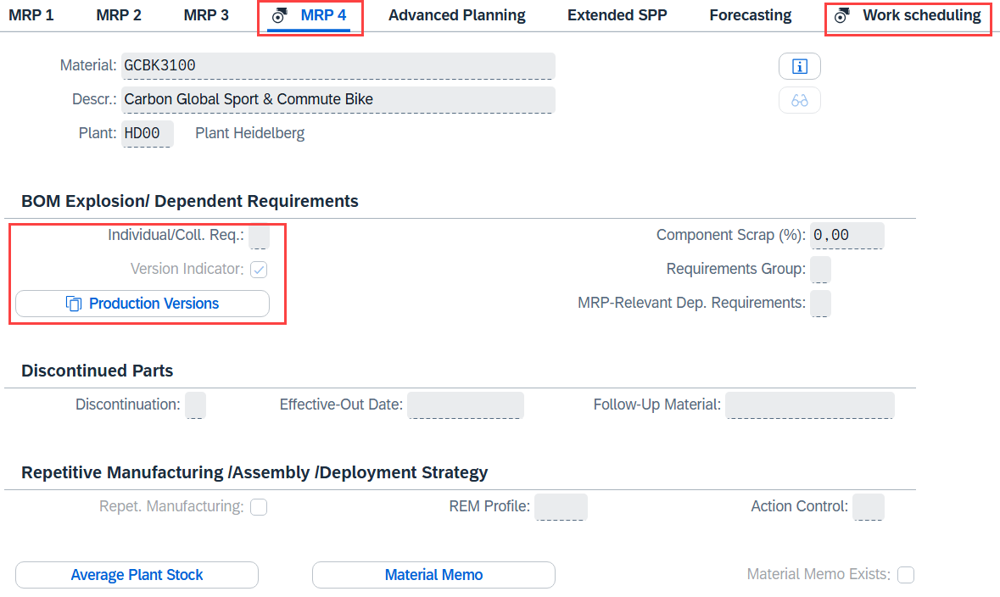 MRP 1 MRP 2 MRP 3 MRP 4 Advanced Planning Extended SPP Forecasting Work scheduling
Material: GCBK3100
Descr.: Carbon Global Sport & Commute Bike
Plant: HD00 Plant Heidelberg
BOM Explosion/ Dependent Requirements
Individual/Coll. Req.: Component Scrap (%): 0,00
Version Indicator: Requirements Group:
Production Versions MRP-Relevant Dep. Requirements:
Discontinued Parts
Discontinuation: Effective-Out Date: Follow-Up Material:
Repetitive Manufacturing /Assembly /Deployment Strategy
Repet. Manufacturing: REM Profile: Action Control:
Average Plant Stock Material Memo Material Memo Exists: